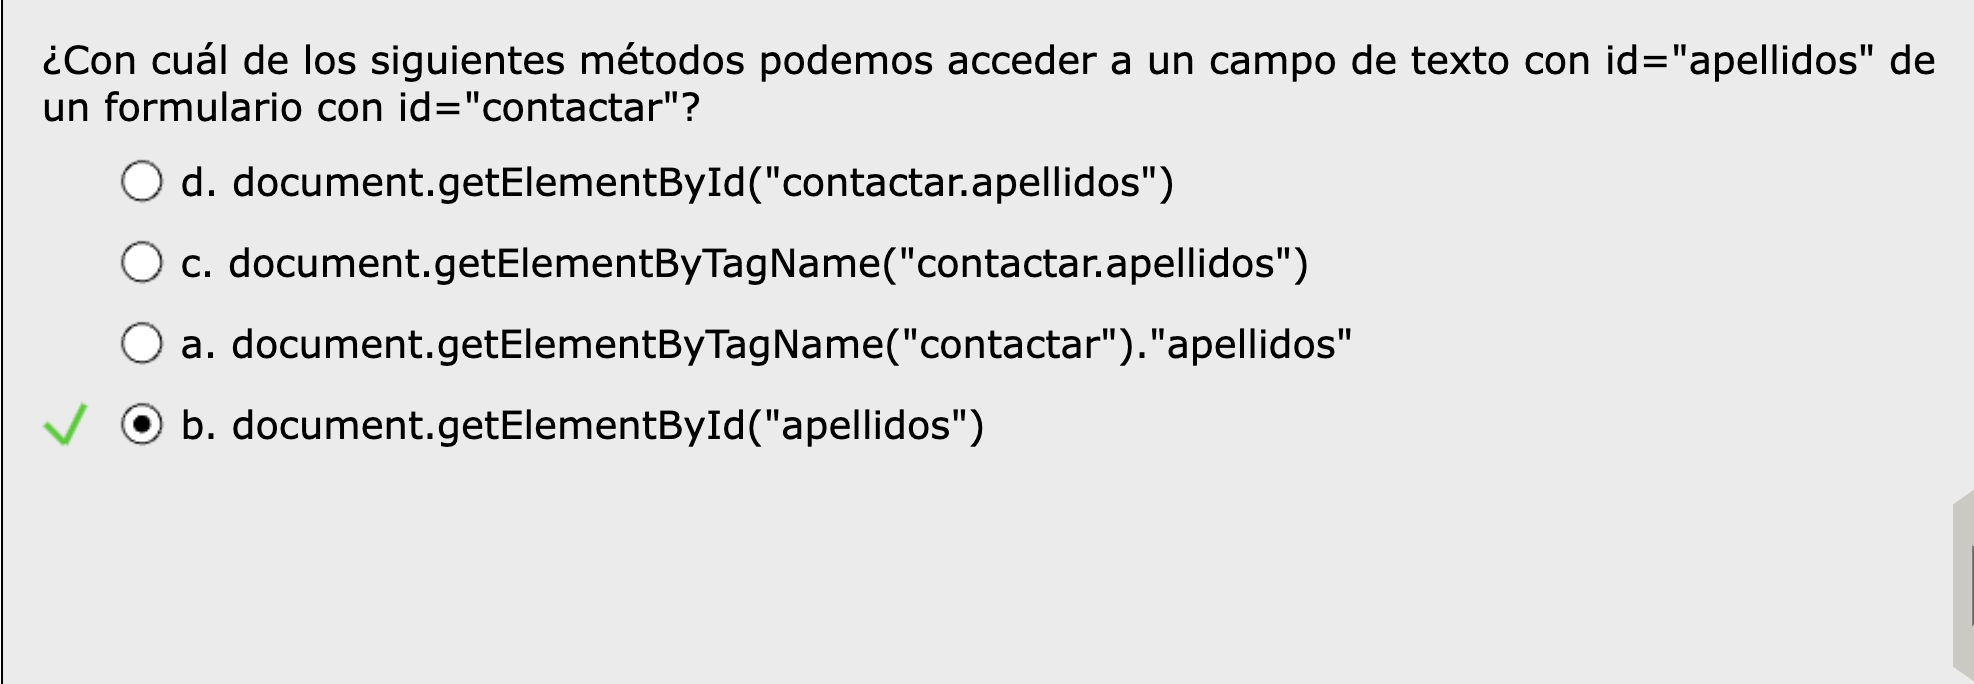 ¿Con cuál de los siguientes métodos podemos acceder a un campo de texto con id="apellidos" de
un formulario con id="contactar"?
d. document.getElementById("contactar.apellidos")
c. document.getElementByTagName("contactar.apellidos")
a. document.getElementByTagName("contactar")."apellidos"
b. document.getElementById("apellidos")